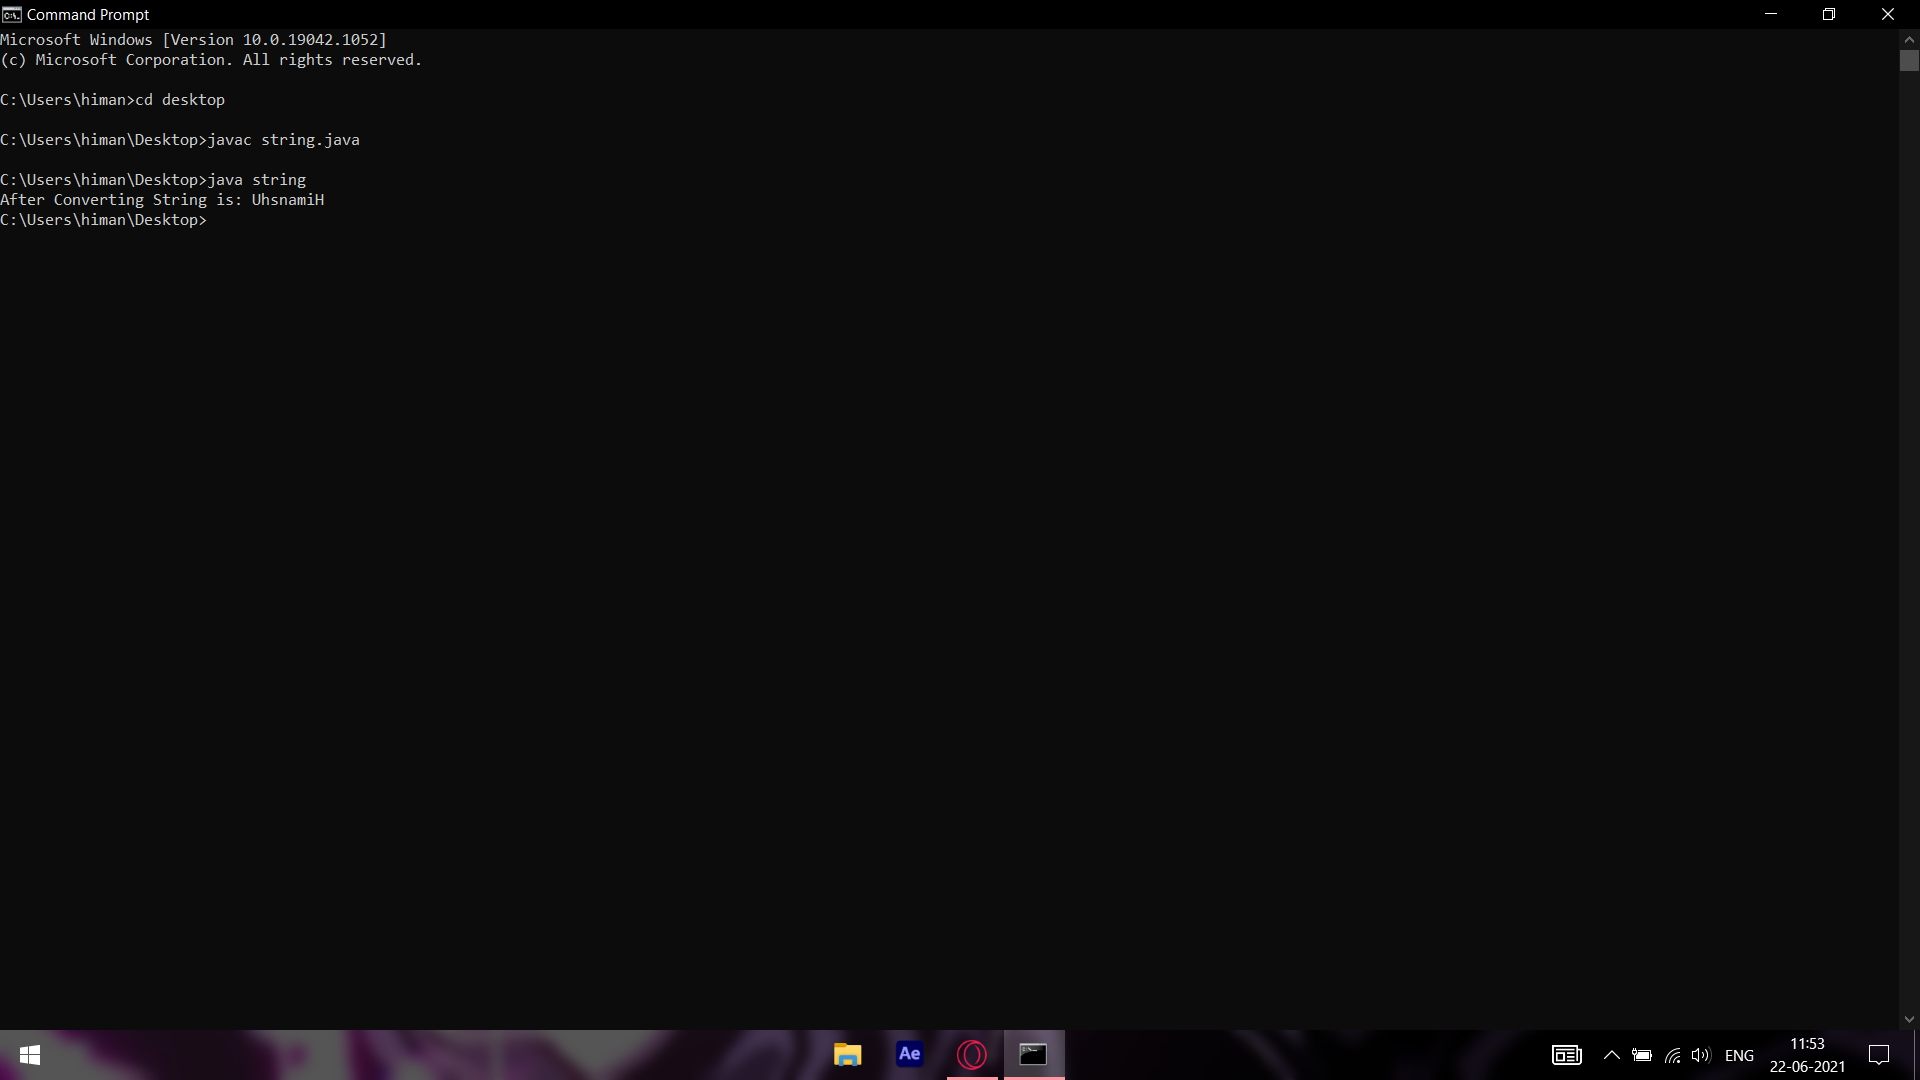 Command Prompt
Microsoft Windows [Version 10.0.19042.1052]
(c) Microsoft Corporation. All rights reserved.
C:\Users\himan>cd desktop
C:\Users\himan\Desktop>javac string.java
C:\Users\himan\Desktop>java string
After Converting String is: UhsnamiH
C:\Users\himan\Desktop>
Ae
ENG
11:53
22-06-2021